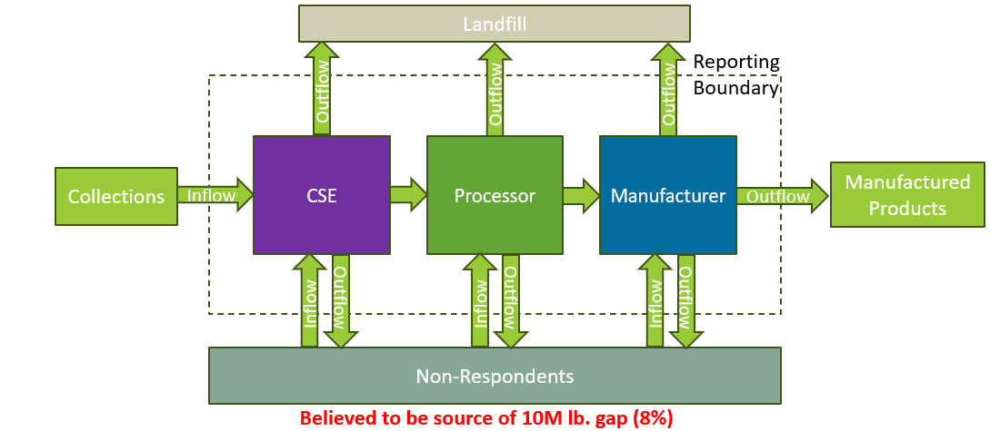 Landfill
Reporting
Boundary
Outflow
Outflow
Outflow
Collections
Inflow
CSE
Processor
Manufacturer
Outflow
Manufactured
Products
Inflow
Outflow
Inflow
Outflow
Inflow
Outflow
Non-Respondents
Believed to be source of 10M lb. gap (8%)